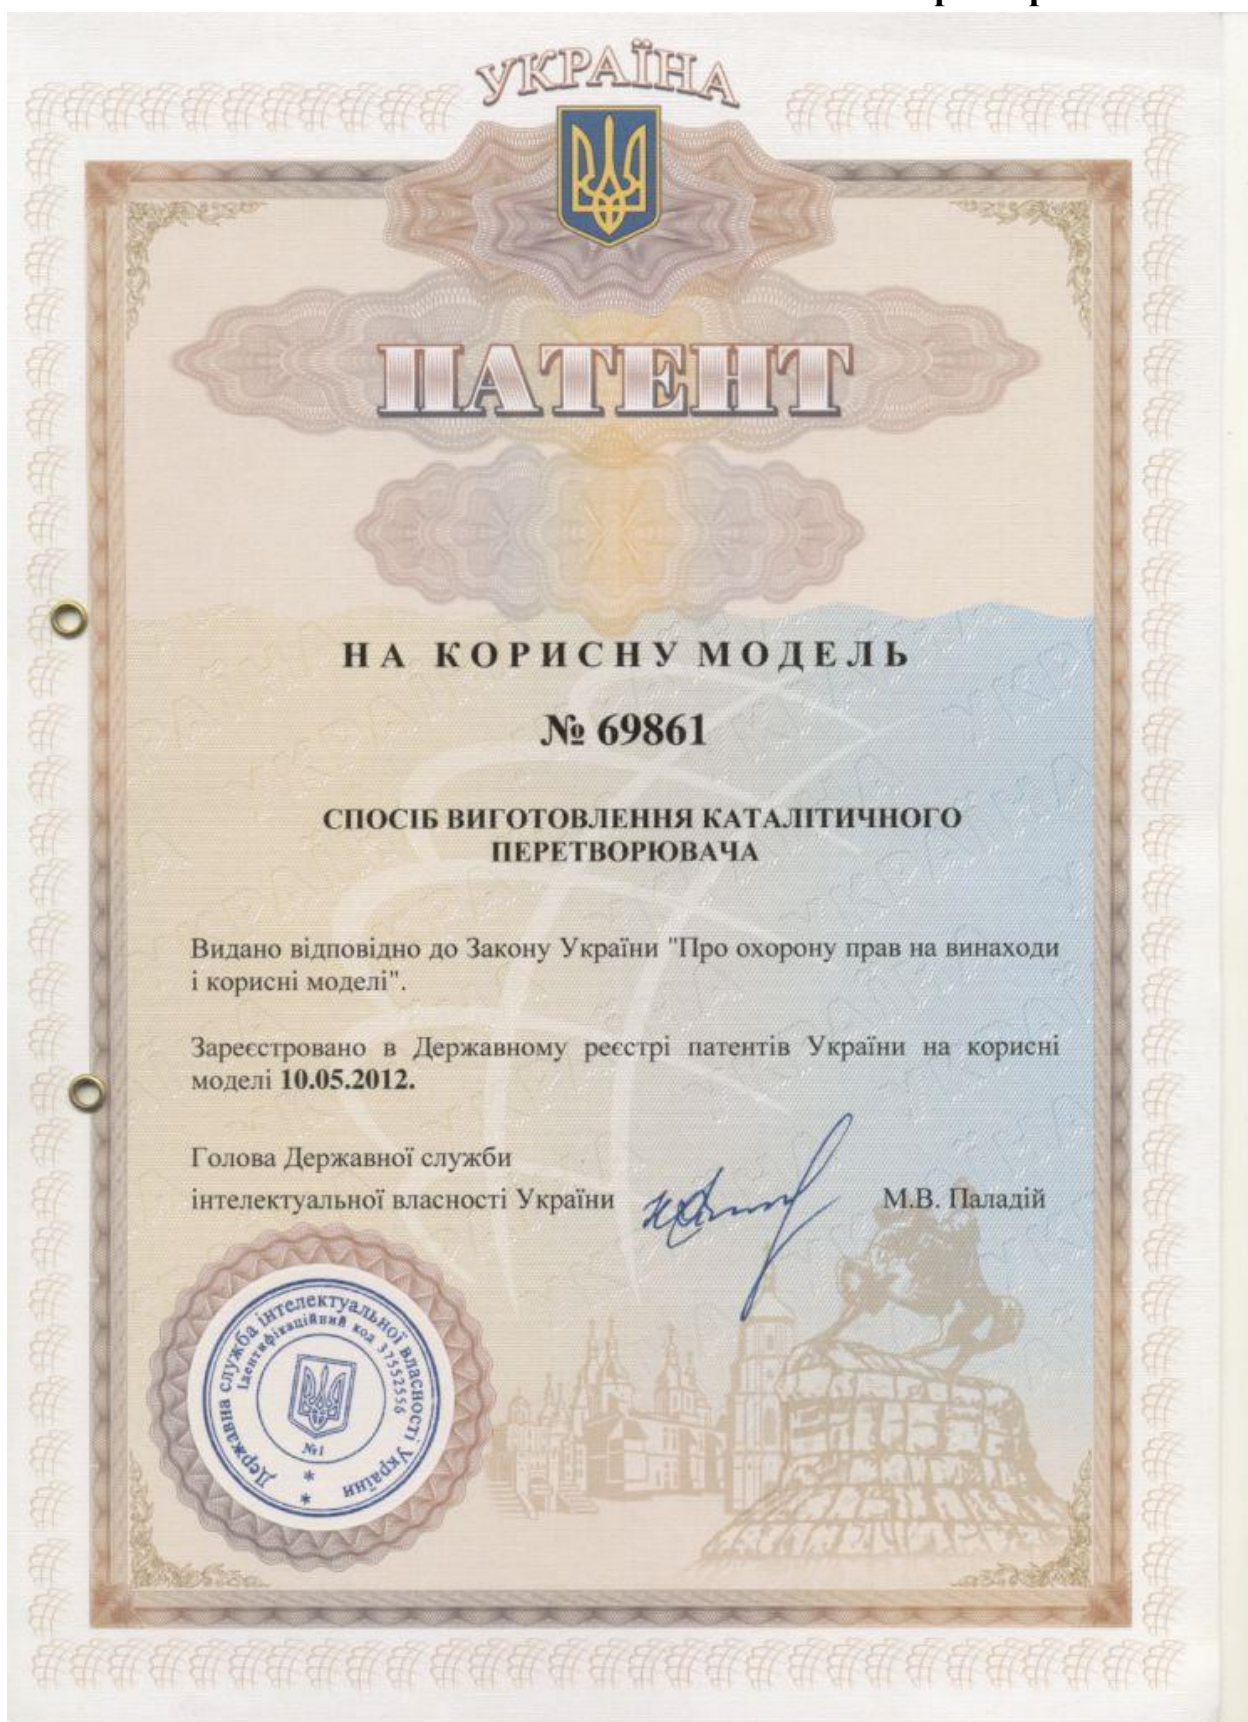 УКРАЇНА
ПАТЕНТ
НА КОРИСНУ МОДЕЛЬ
№ 69861
СПОСІБ ВИГОТОВЛЕННЯ КАТАЛІТИЧНОГО
ПЕРЕТВОРЮВАЧА
Видано відповідно до Закону України "Про охорону прав на винаходи
і корисні моделі".
Зареєстровано в Державному реєстрі патентів України на корисні
моделі 10.05.2012.
Голова Державної служби
інтелектуальної власності України
М.В. Паладій
Державна служба інтелектуальної власності України
Ідентифікаційний код 37552556
№1